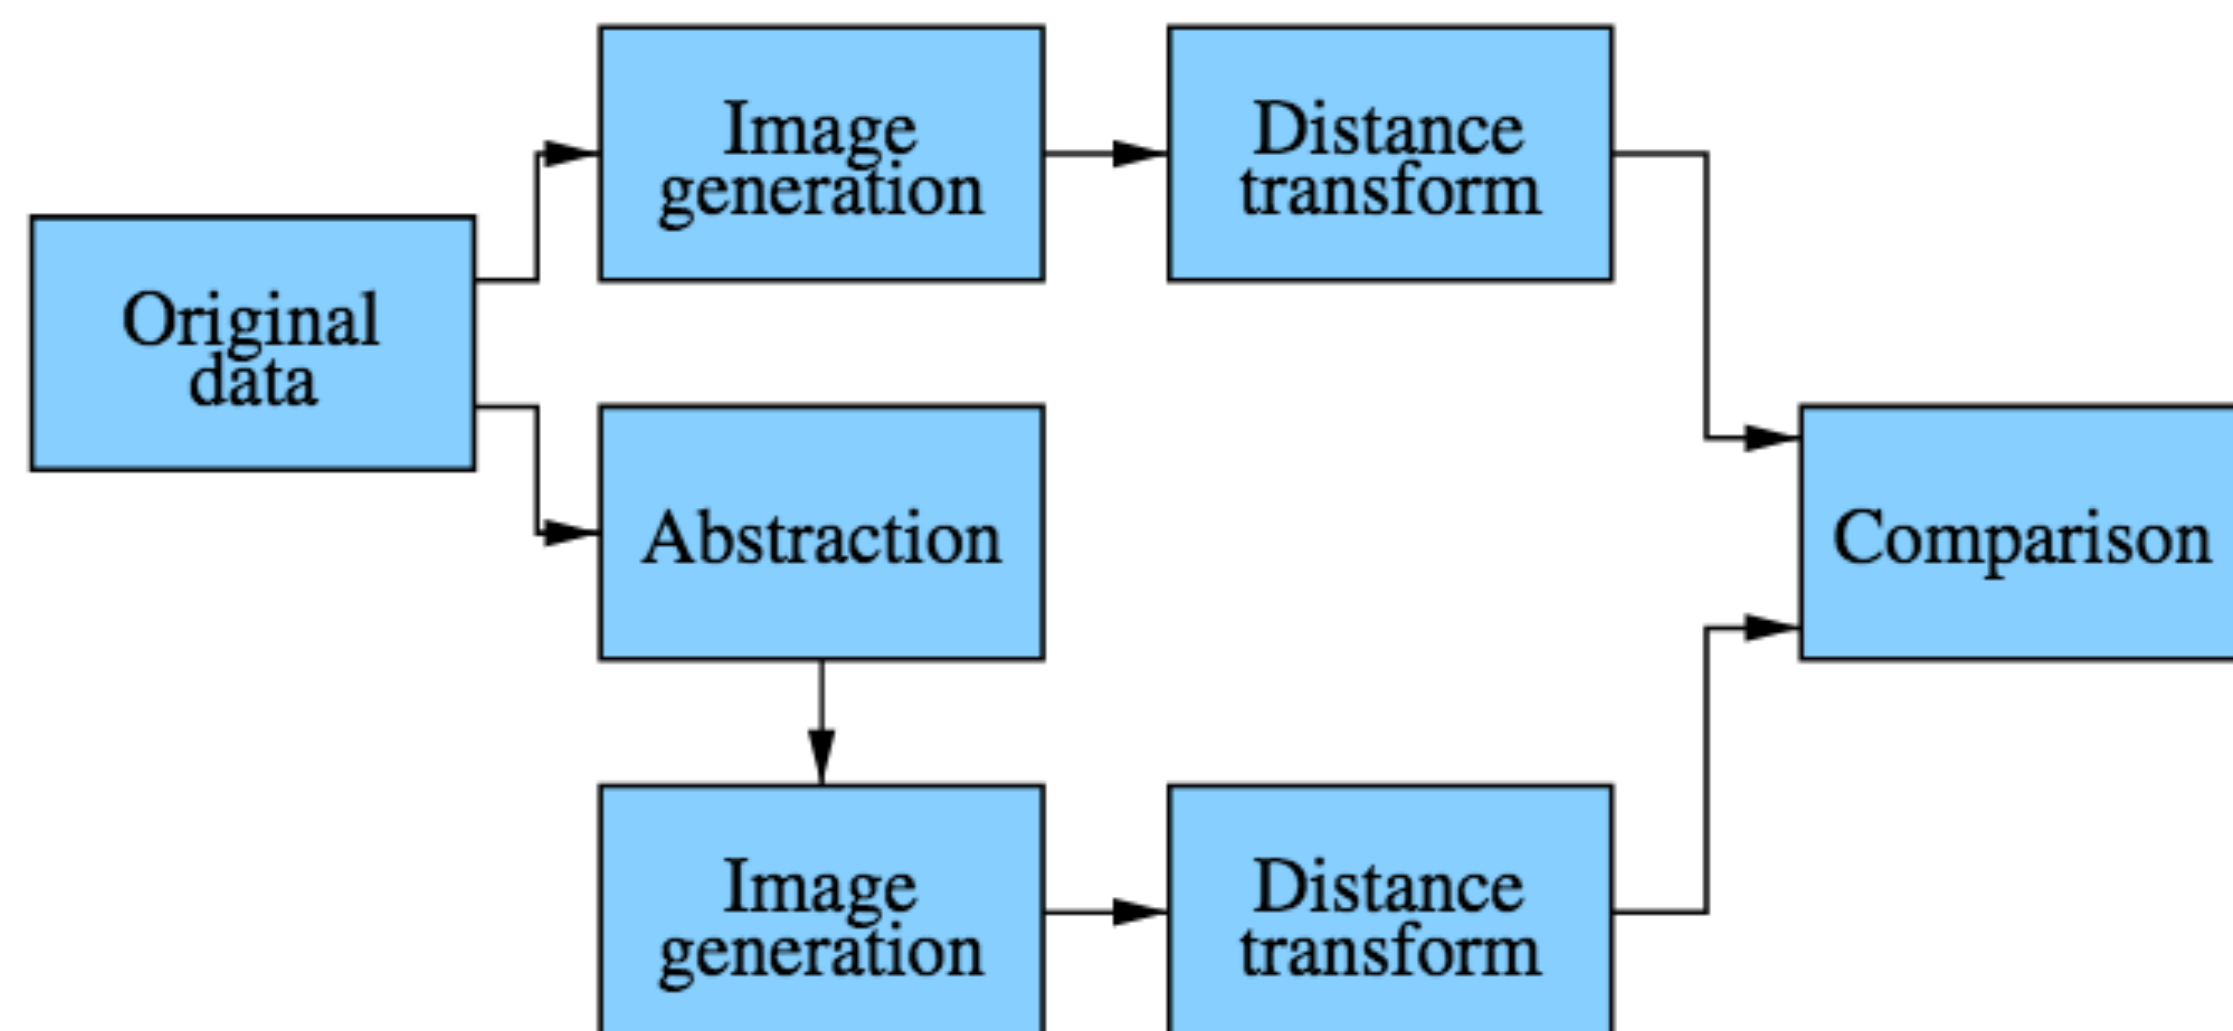 Image
generation
Distance
transform
Original
data
Abstraction
Comparison
Image
generation
Distance
transform